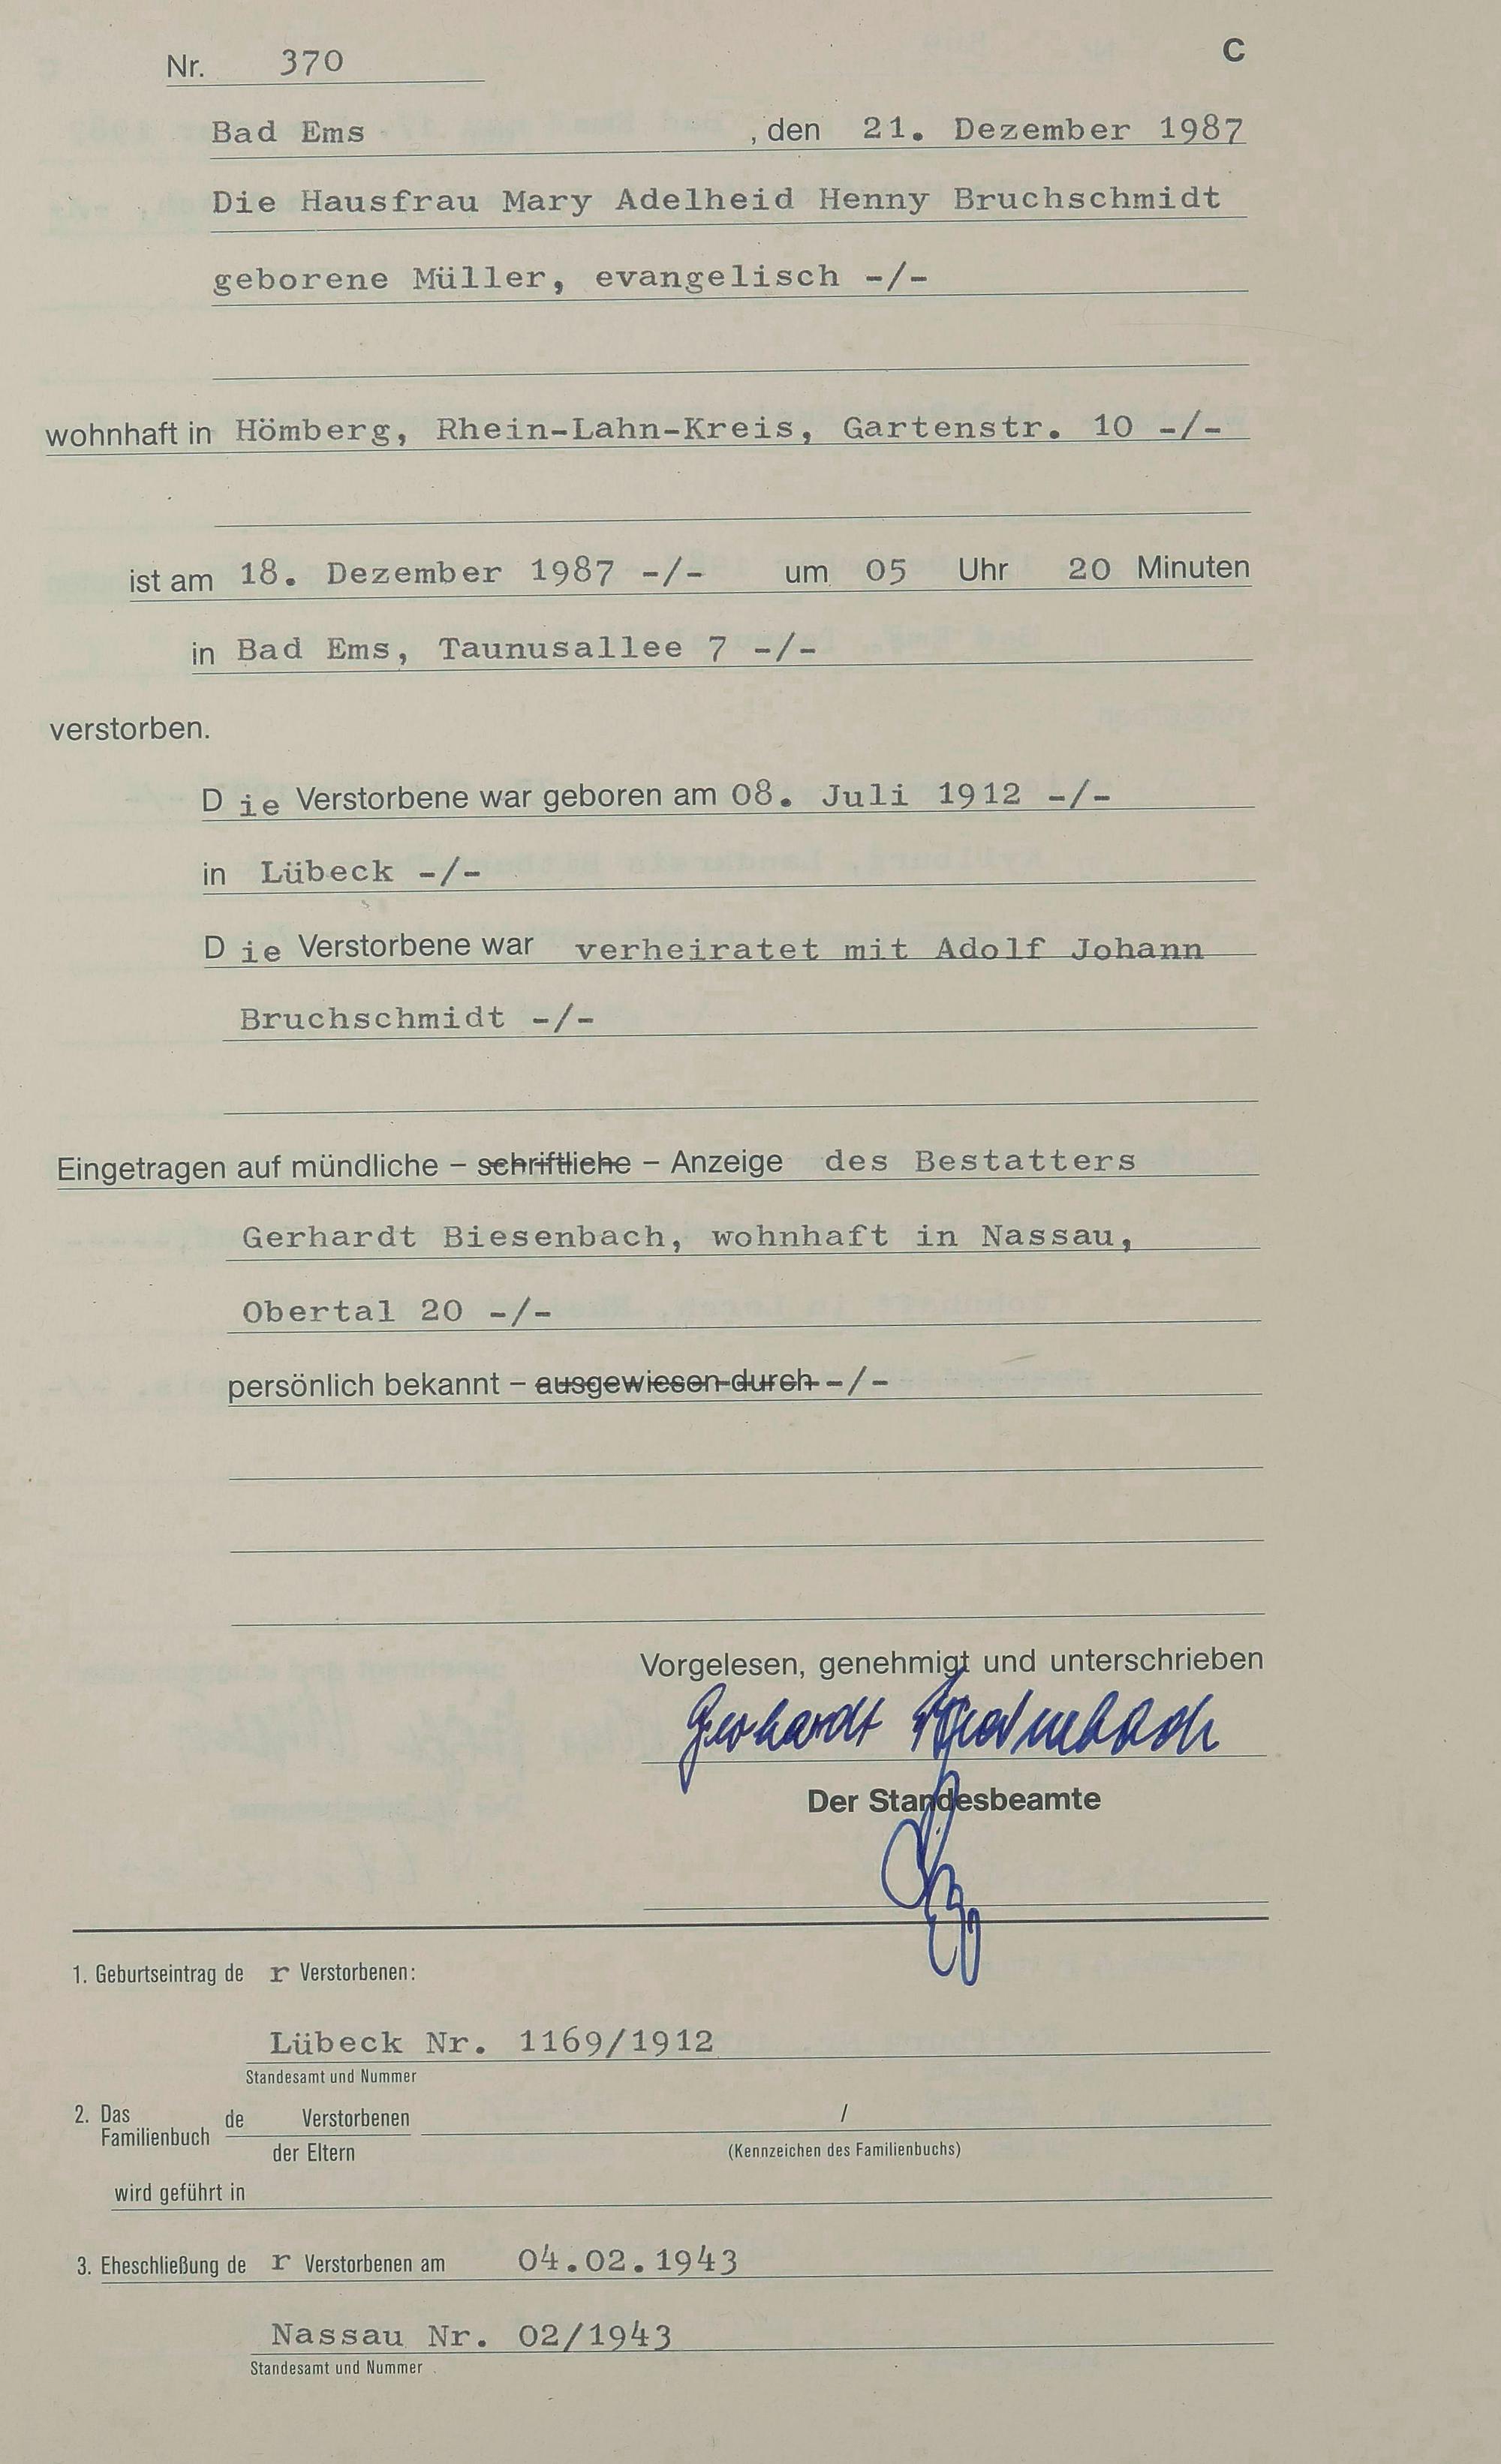 Nr. 370 C
Bad Ems , den 21. Dezember 1987
Die Hausfrau Mary Adelheid Henny Bruchschmidt
geborene Müller, evangelisch -/-
wohnhaft in Hömberg, Rhein-Lahn-Kreis, Gartenstr. 10 -/-
ist am 18. Dezember 1987 -/- um 05 Uhr 20 Minuten
in Bad Ems, Taunusallee 7 -/-
verstorben.
D ie Verstorbene war geboren am 08. Juli 1912 -/-
in Lübeck -/-
D ie Verstorbene war verheiratet mit Adolf Johann
Bruchschmidt -/-
Eingetragen auf mündliche – schriftliche – Anzeige des Bestatters
Gerhardt Biesenbach, wohnhaft in Nassau,
Obertal 20 -/-
persönlich bekannt – ausgewiesen durch -/-
Vorgelesen, genehmigt und unterschrieben
Gerhardt Biesenbach
Der Standesbeamte
1. Geburtseintrag de r Verstorbenen:
Lübeck Nr. 1169/1912
Standesamt und Nummer
2. Das Familienbuch de Verstorbenen /
der Eltern (Kennzeichen des Familienbuchs)
wird geführt in
3. Eheschließung de r Verstorbenen am 04.02.1943
Nassau Nr. 02/1943
Standesamt und Nummer